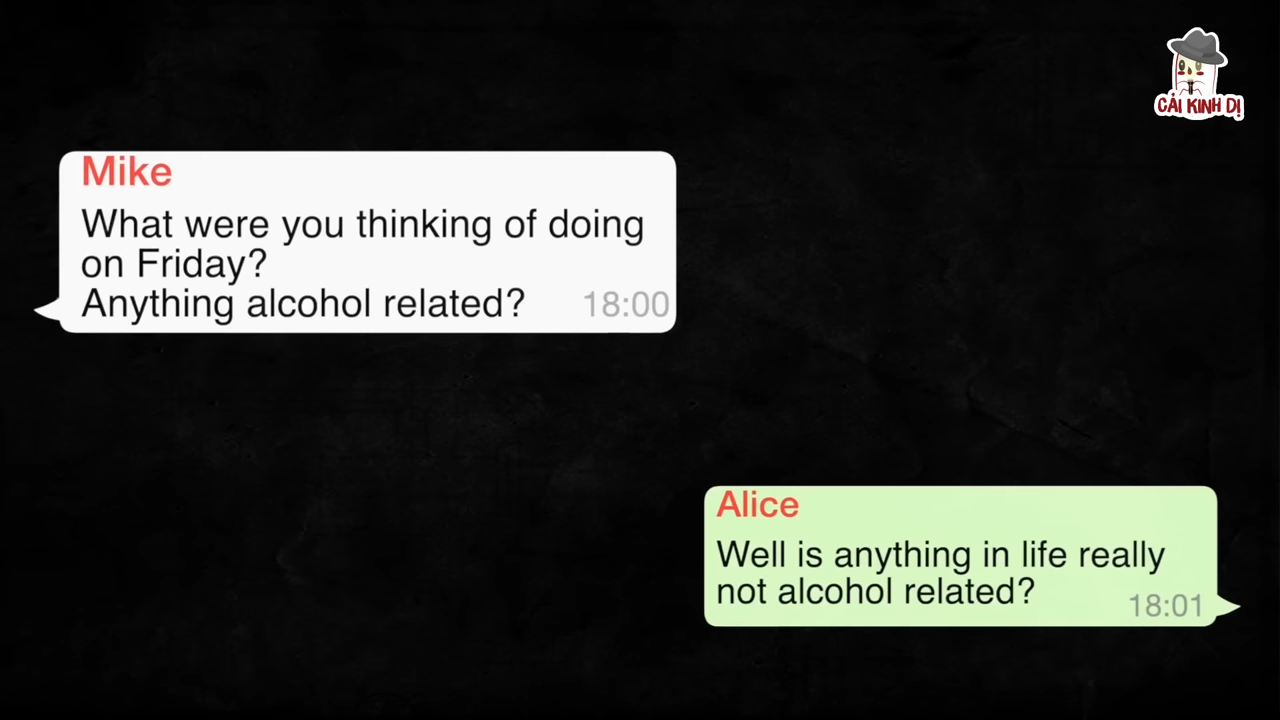 CẢI KINH DỊ
Mike
What were you thinking of doing
on Friday?
Anything alcohol related? 18:00
Alice
Well is anything in life really
not alcohol related?
18:01